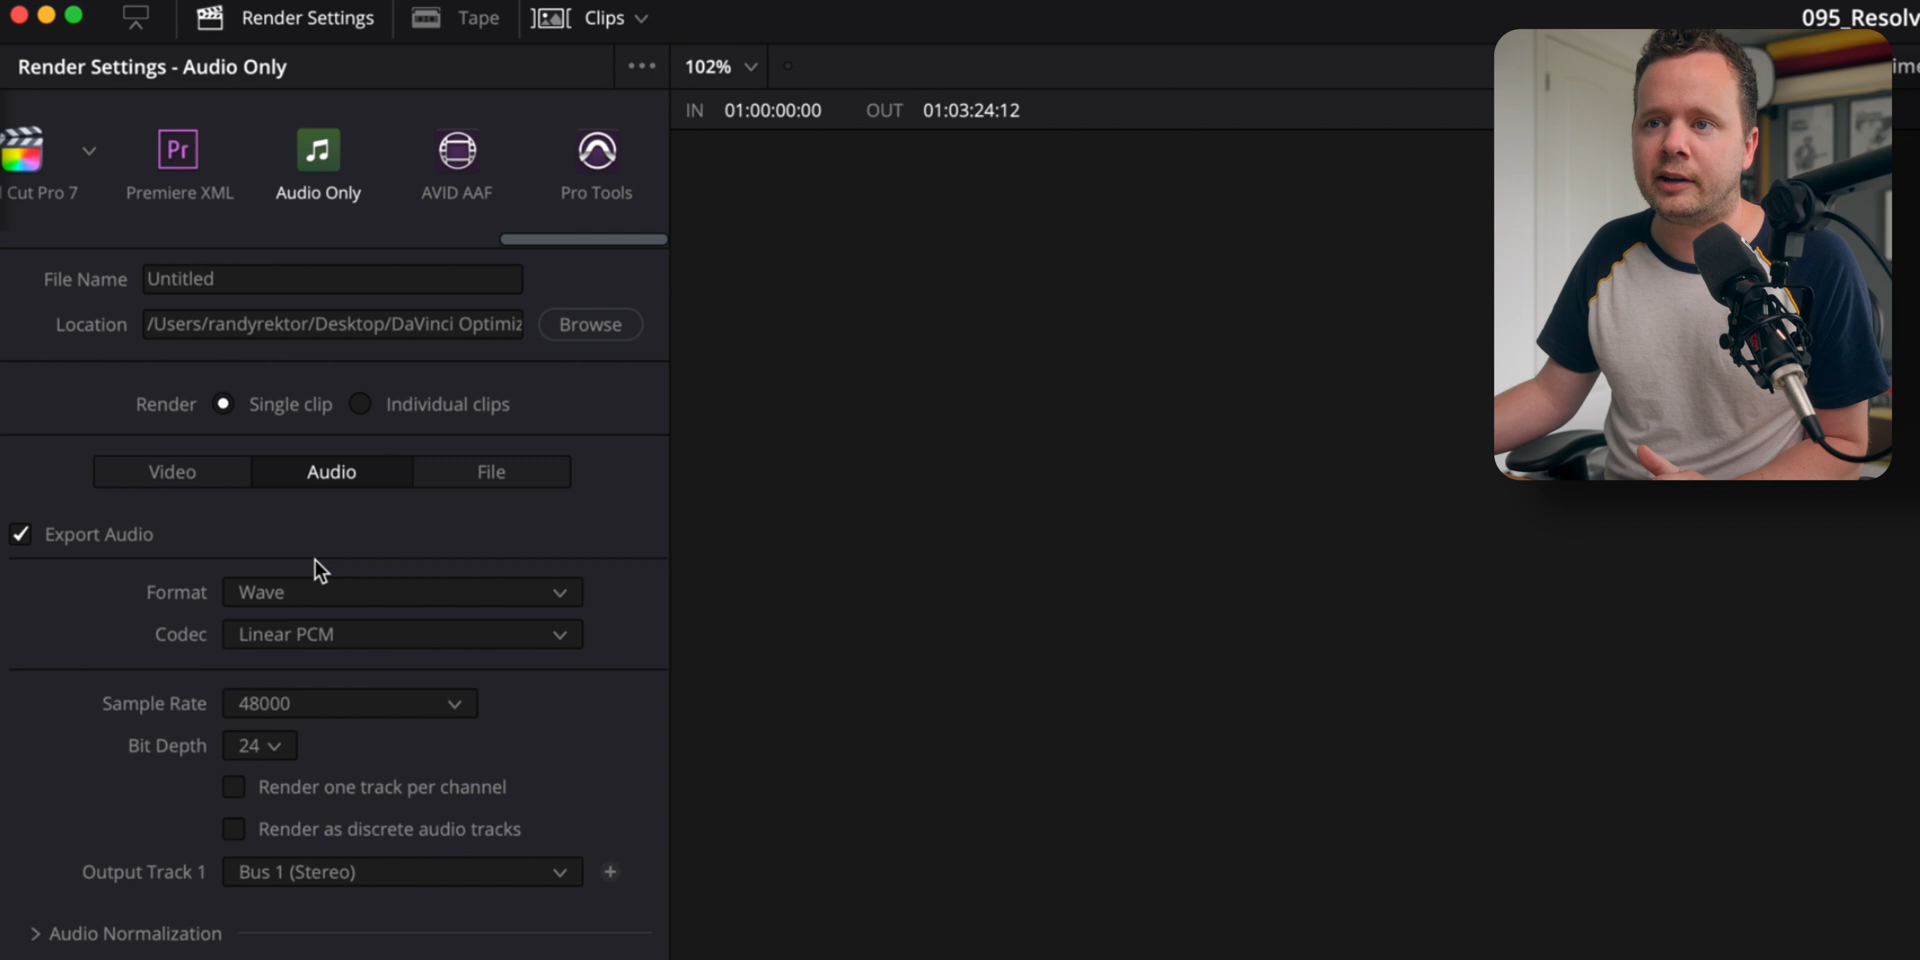 Render Settings Tape Clips 095_Resolv
Render Settings - Audio Only 102% ime
IN 01:00:00:00 OUT 01:03:24:12
Pr
l Cut Pro 7 Premiere XML Audio Only AVID AAF Pro Tools
File Name Untitled
Location /Users/randyrektor/Desktop/DaVinci Optimiz Browse
Render Single clip Individual clips
Video Audio File
Export Audio
Format Wave
Codec Linear PCM
Sample Rate 48000
Bit Depth 24
Render one track per channel
Render as discrete audio tracks
Output Track 1 Bus 1 (Stereo) +
Audio Normalization